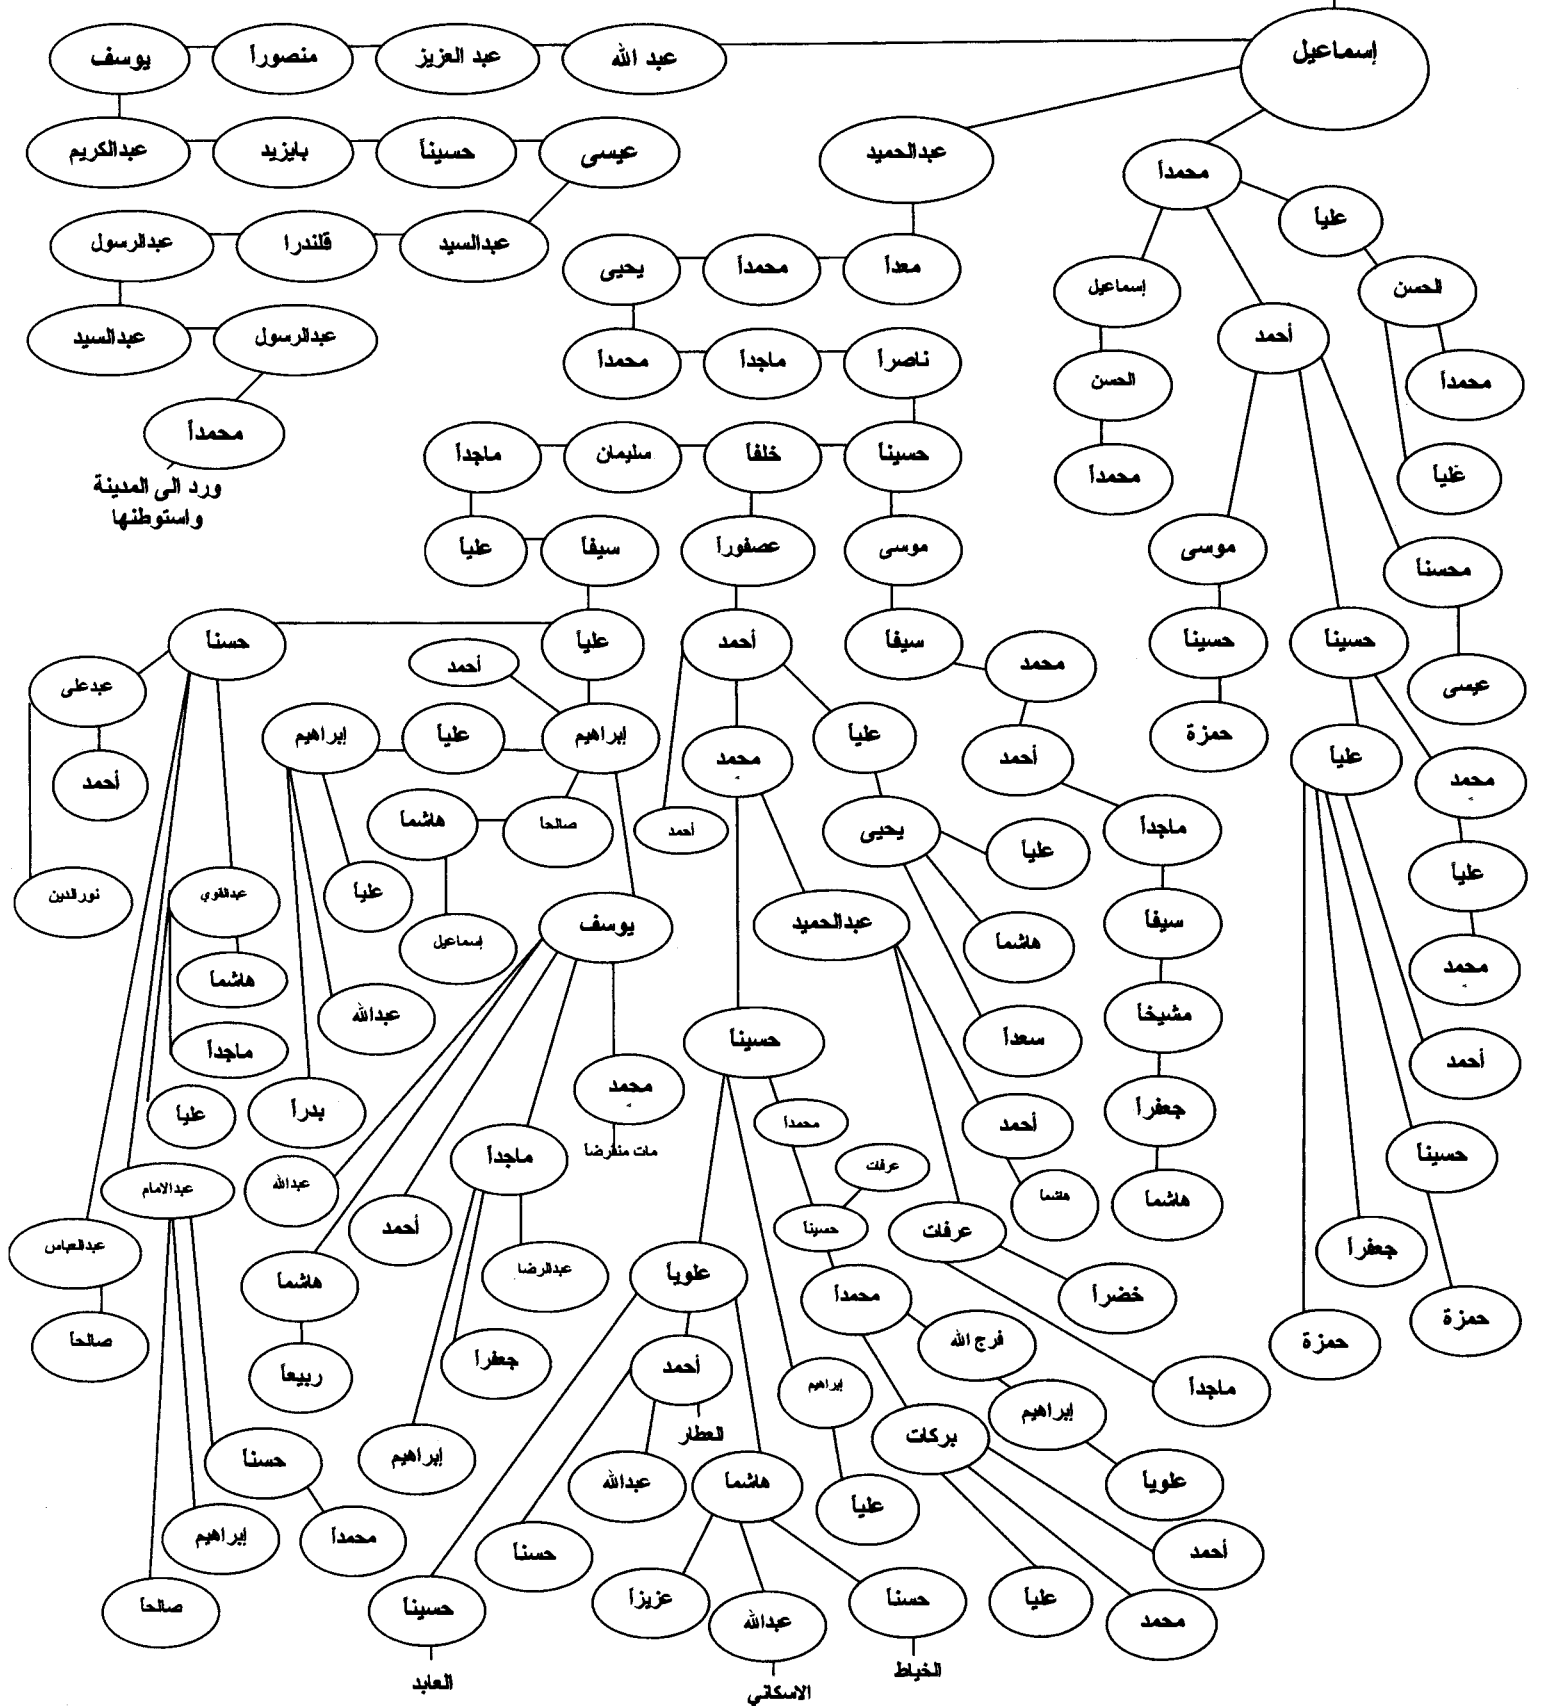 إسماعيل
عبد الله
عبد العزيز
منصوراً
يوسف
عبدالكريم
بايزيد
حسيناً
عيسى
عبدالسيد
قلندرا
عبدالرسول
عبدالسيد
عبدالرسول
محمداً
ورد الى المدينة
واستوطنها
عبدالحميد
معداً
محمداً
يحيى
محمداً
ماجداً
ناصراً
حسيناً
خلفاً
سليمان
ماجداً
علياً
سيفاً
عصفوراً
موسى
محمداً
علياً
إسماعيل
الحسن
أحمد
الحسن
محمداً
محمداً
علياً
موسى
محسناً
حسيناً
حسيناً
عيسى
حمزة
علياً
محمد
علياً
محمد
أحمد
حسيناً
جعفراً
حمزة
حمزة
سيفاً
محمد
أحمد
ماجداً
سيفاً
مشيخاً
جعفراً
هاشماً
أحمد
علياً
محمد
أحمد
يحيى
علياً
هاشماً
سعداً
عبدالحميد
أحمد
هاشماً
عرفات
خضراً
ماجداً
حسيناً
محمداً
عرفات
حسيناً
محمداً
فرج الله
إبراهيم
علوياً
بركات
أحمد
محمد
علياً
إبراهيم
علياً
علوياً
أحمد
العطار
عبدالله
حسناً
هاشماً
حسناً
الخياط
عبدالله
الاسكاني
عزيزاً
حسيناً
العابد
علياً
حسناً
أحمد
إبراهيم
علياً
إبراهيم
صالحاً
هاشماً
إسماعيل
علياً
عبدالله
بدراً
يوسف
محمد
مات منقرضاً
ماجداً
عبدالرضا
جعفراً
إبراهيم
أحمد
عبدالله
هاشماً
ربيعاً
عبدعلى
أحمد
نورالدين
عبدالقوي
هاشماً
ماجداً
علياً
عبدالامام
عبدالعباس
صالحاً
حسناً
محمداً
إبراهيم
صالحاً